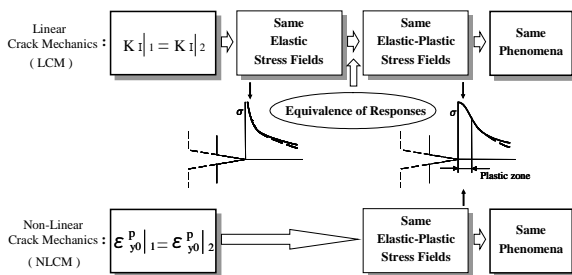 Linear
Crack Mechanics :
( LCM )
K I|1 = K I|2
Same
Elastic
Stress Fields
Same
Elastic-Plastic
Stress Fields
Same
Phenomena
Equivalence of Responses
σ
σ
Plastic zone
Non-Linear
Crack Mechanics :
( NLCM )
ε p y0|1 = ε p y0|2
Same
Elastic-Plastic
Stress Fields
Same
Phenomena